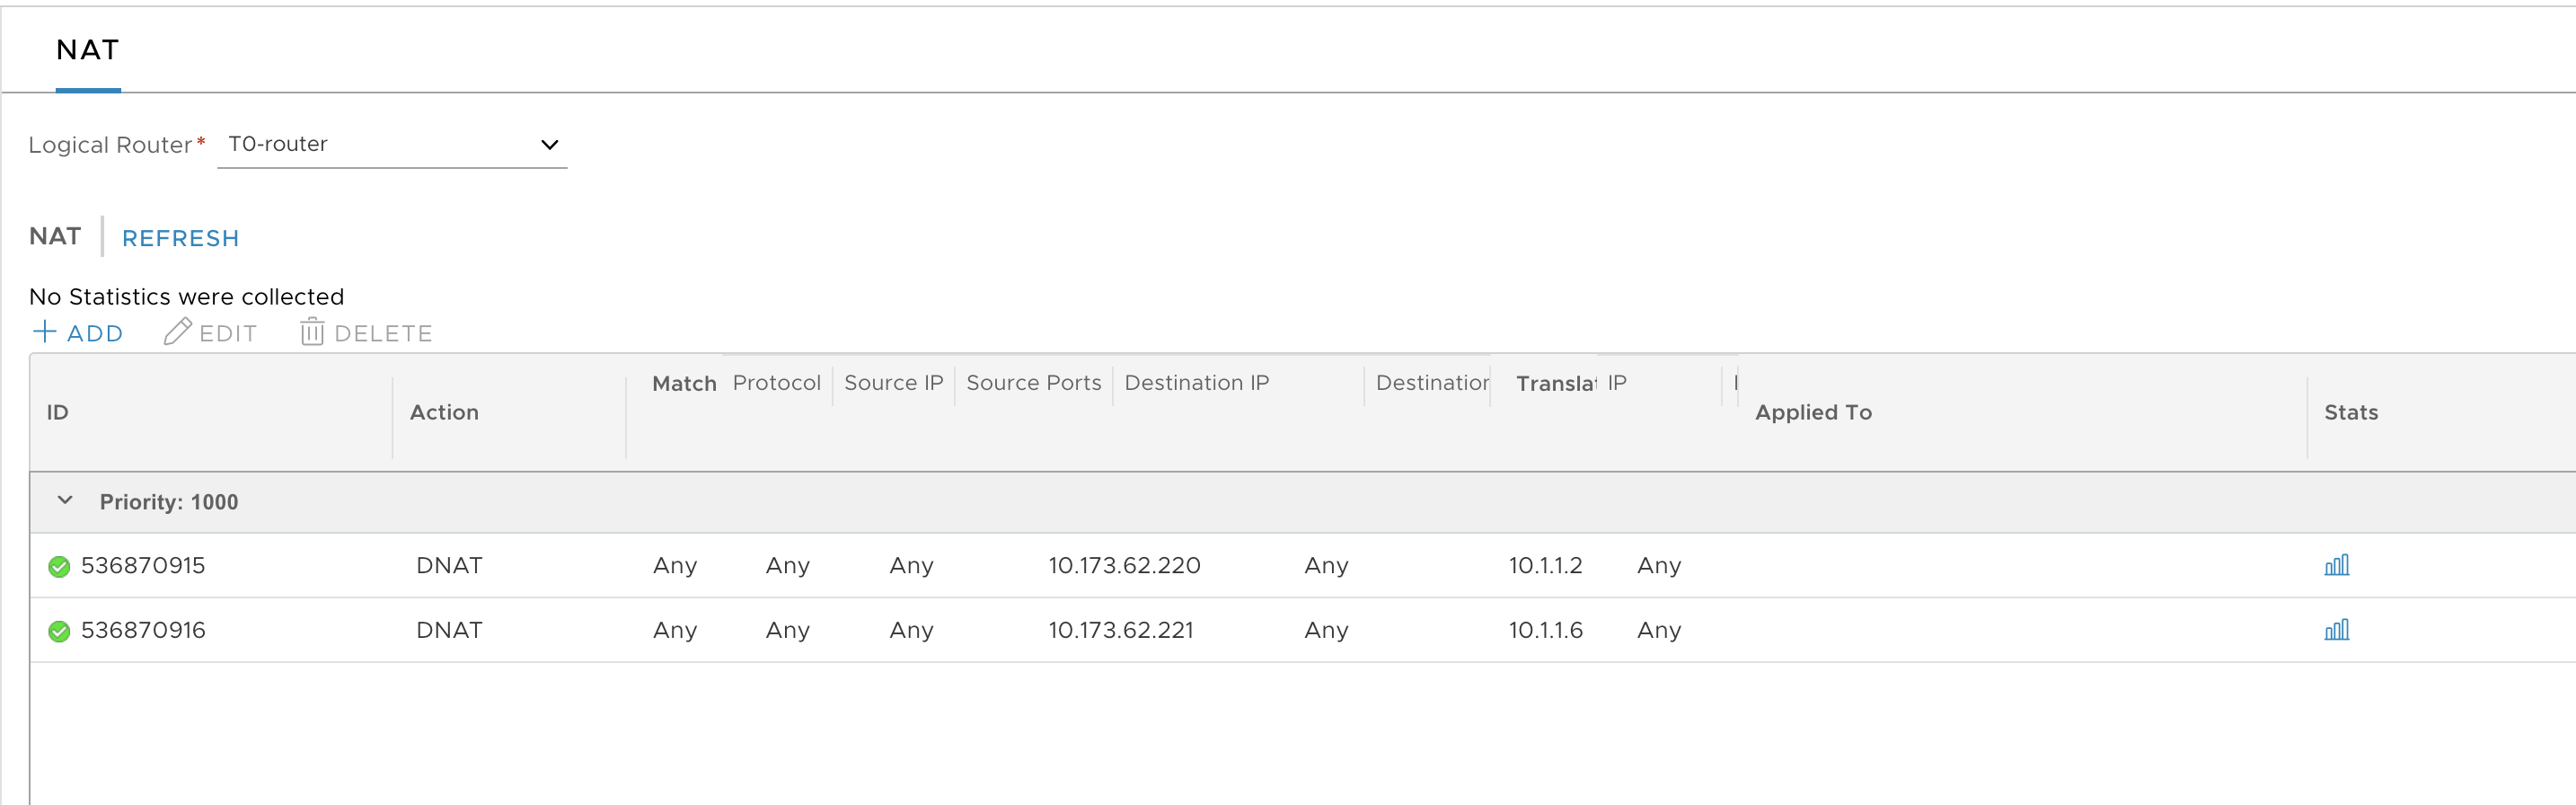 NAT
Logical Router* T0-router
NAT REFRESH
No Statistics were collected
ADD EDIT DELETE
ID Action Match Protocol Source IP Source Ports Destination IP Destination Translat IP Applied To Stats
Priority: 1000
536870915 DNAT Any Any Any 10.173.62.220 Any 10.1.1.2 Any
536870916 DNAT Any Any Any 10.173.62.221 Any 10.1.1.6 Any